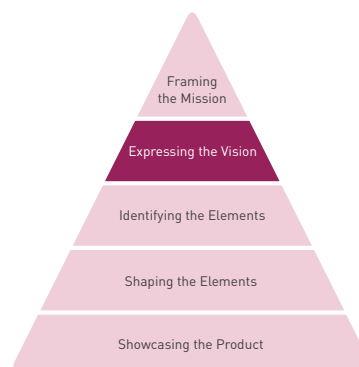 Framing
the Mission
Expressing the Vision
Identifying the Elements
Shaping the Elements
Showcasing the Product